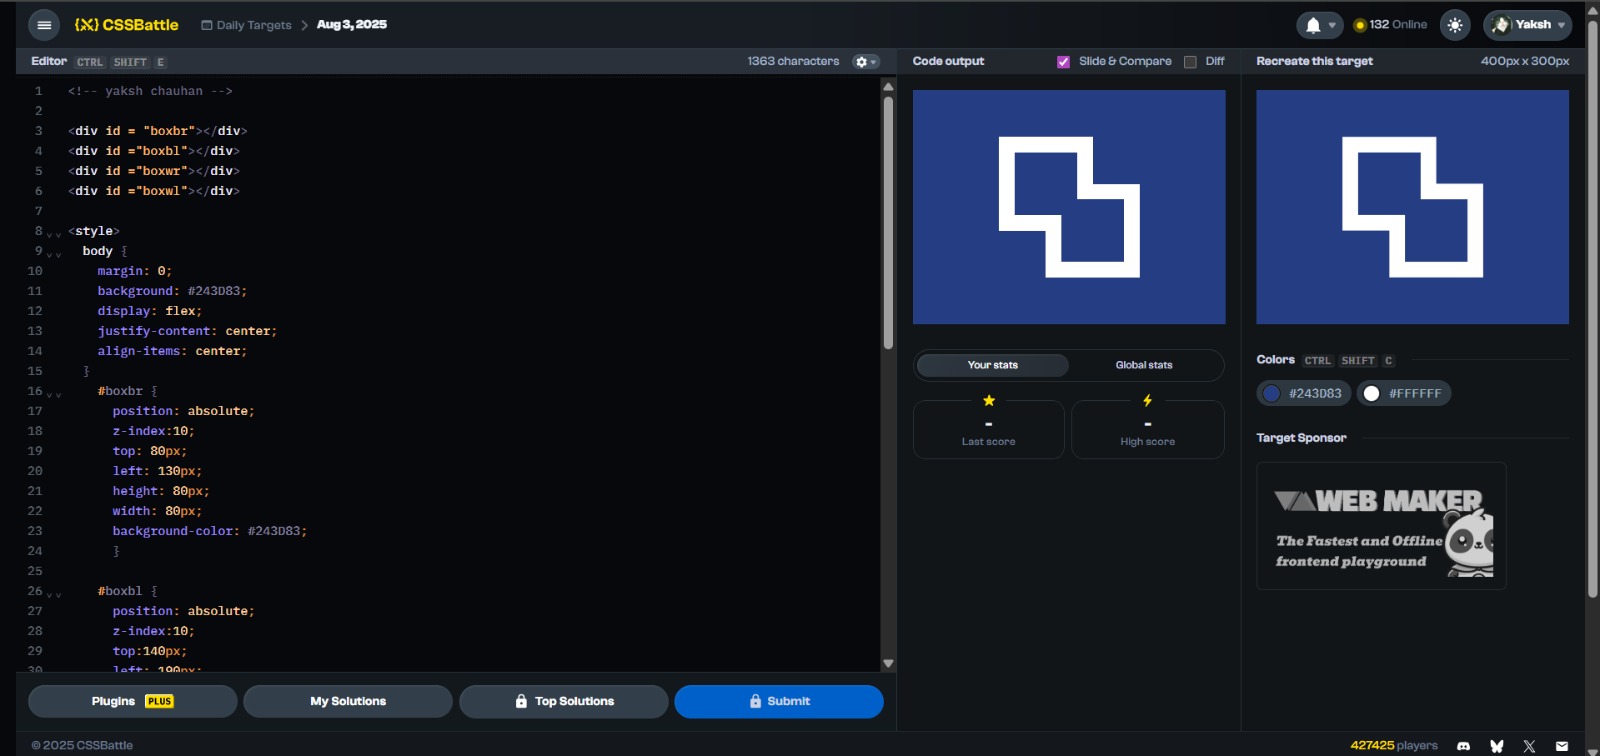 {X} CSSBattle
Daily Targets
Aug 3, 2025
132 Online
Yaksh
Editor CTRL SHIFT E
1363 characters
1 <!-- yaksh chauhan -->
2
3 <div id = "boxbr"></div>
4 <div id ="boxbl"></div>
5 <div id ="boxwr"></div>
6 <div id ="boxwl"></div>
7
8 <style>
9 body {
10 margin: 0;
11 background: #243D83;
12 display: flex;
13 justify-content: center;
14 align-items: center;
15 }
16 #boxbr {
17 position: absolute;
18 z-index:10;
19 top: 80px;
20 left: 130px;
21 height: 80px;
22 width: 80px;
23 background-color: #243D83;
24 }
25
26 #boxbl {
27 position: absolute;
28 z-index:10;
29 top:140px;
30 left: 190px;
Plugins PLUS
My Solutions
Top Solutions
Submit
Code output
Slide & Compare
Diff
Your stats
Global stats
-
Last score
-
High score
Recreate this target
400px x 300px
Colors CTRL SHIFT C
#243D83
#FFFFFF
Target Sponsor
WEB MAKER
The Fastest and Offline
frontend playground
© 2025 CSSBattle
427425 players